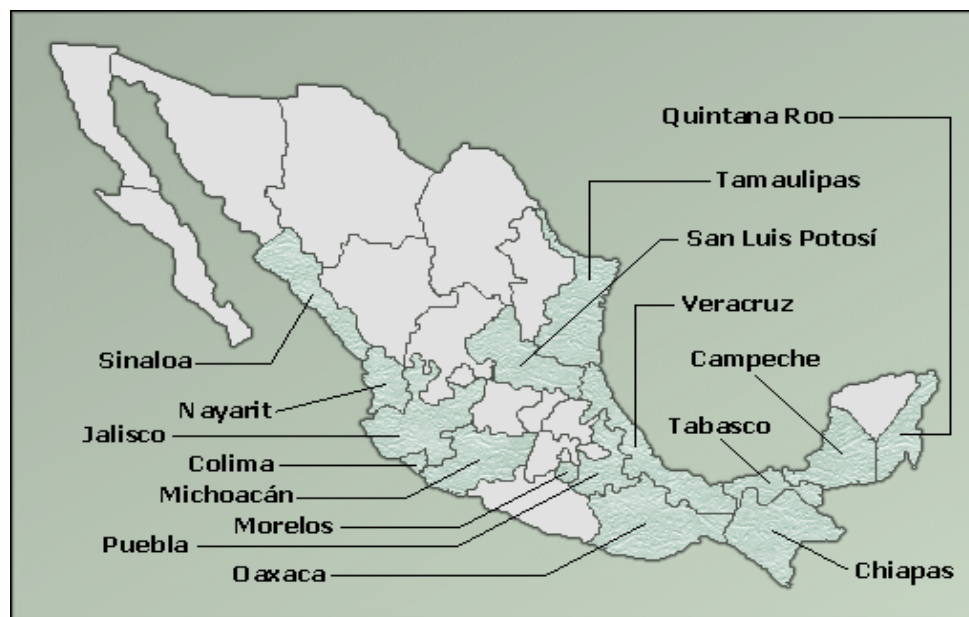 Quintana Roo
Tamaulipas
San Luis Potosí
Veracruz
Campeche
Sinaloa
Nayarit
Tabasco
Jalisco
Colima
Michoacán
Morelos
Puebla
Oaxaca
Chiapas